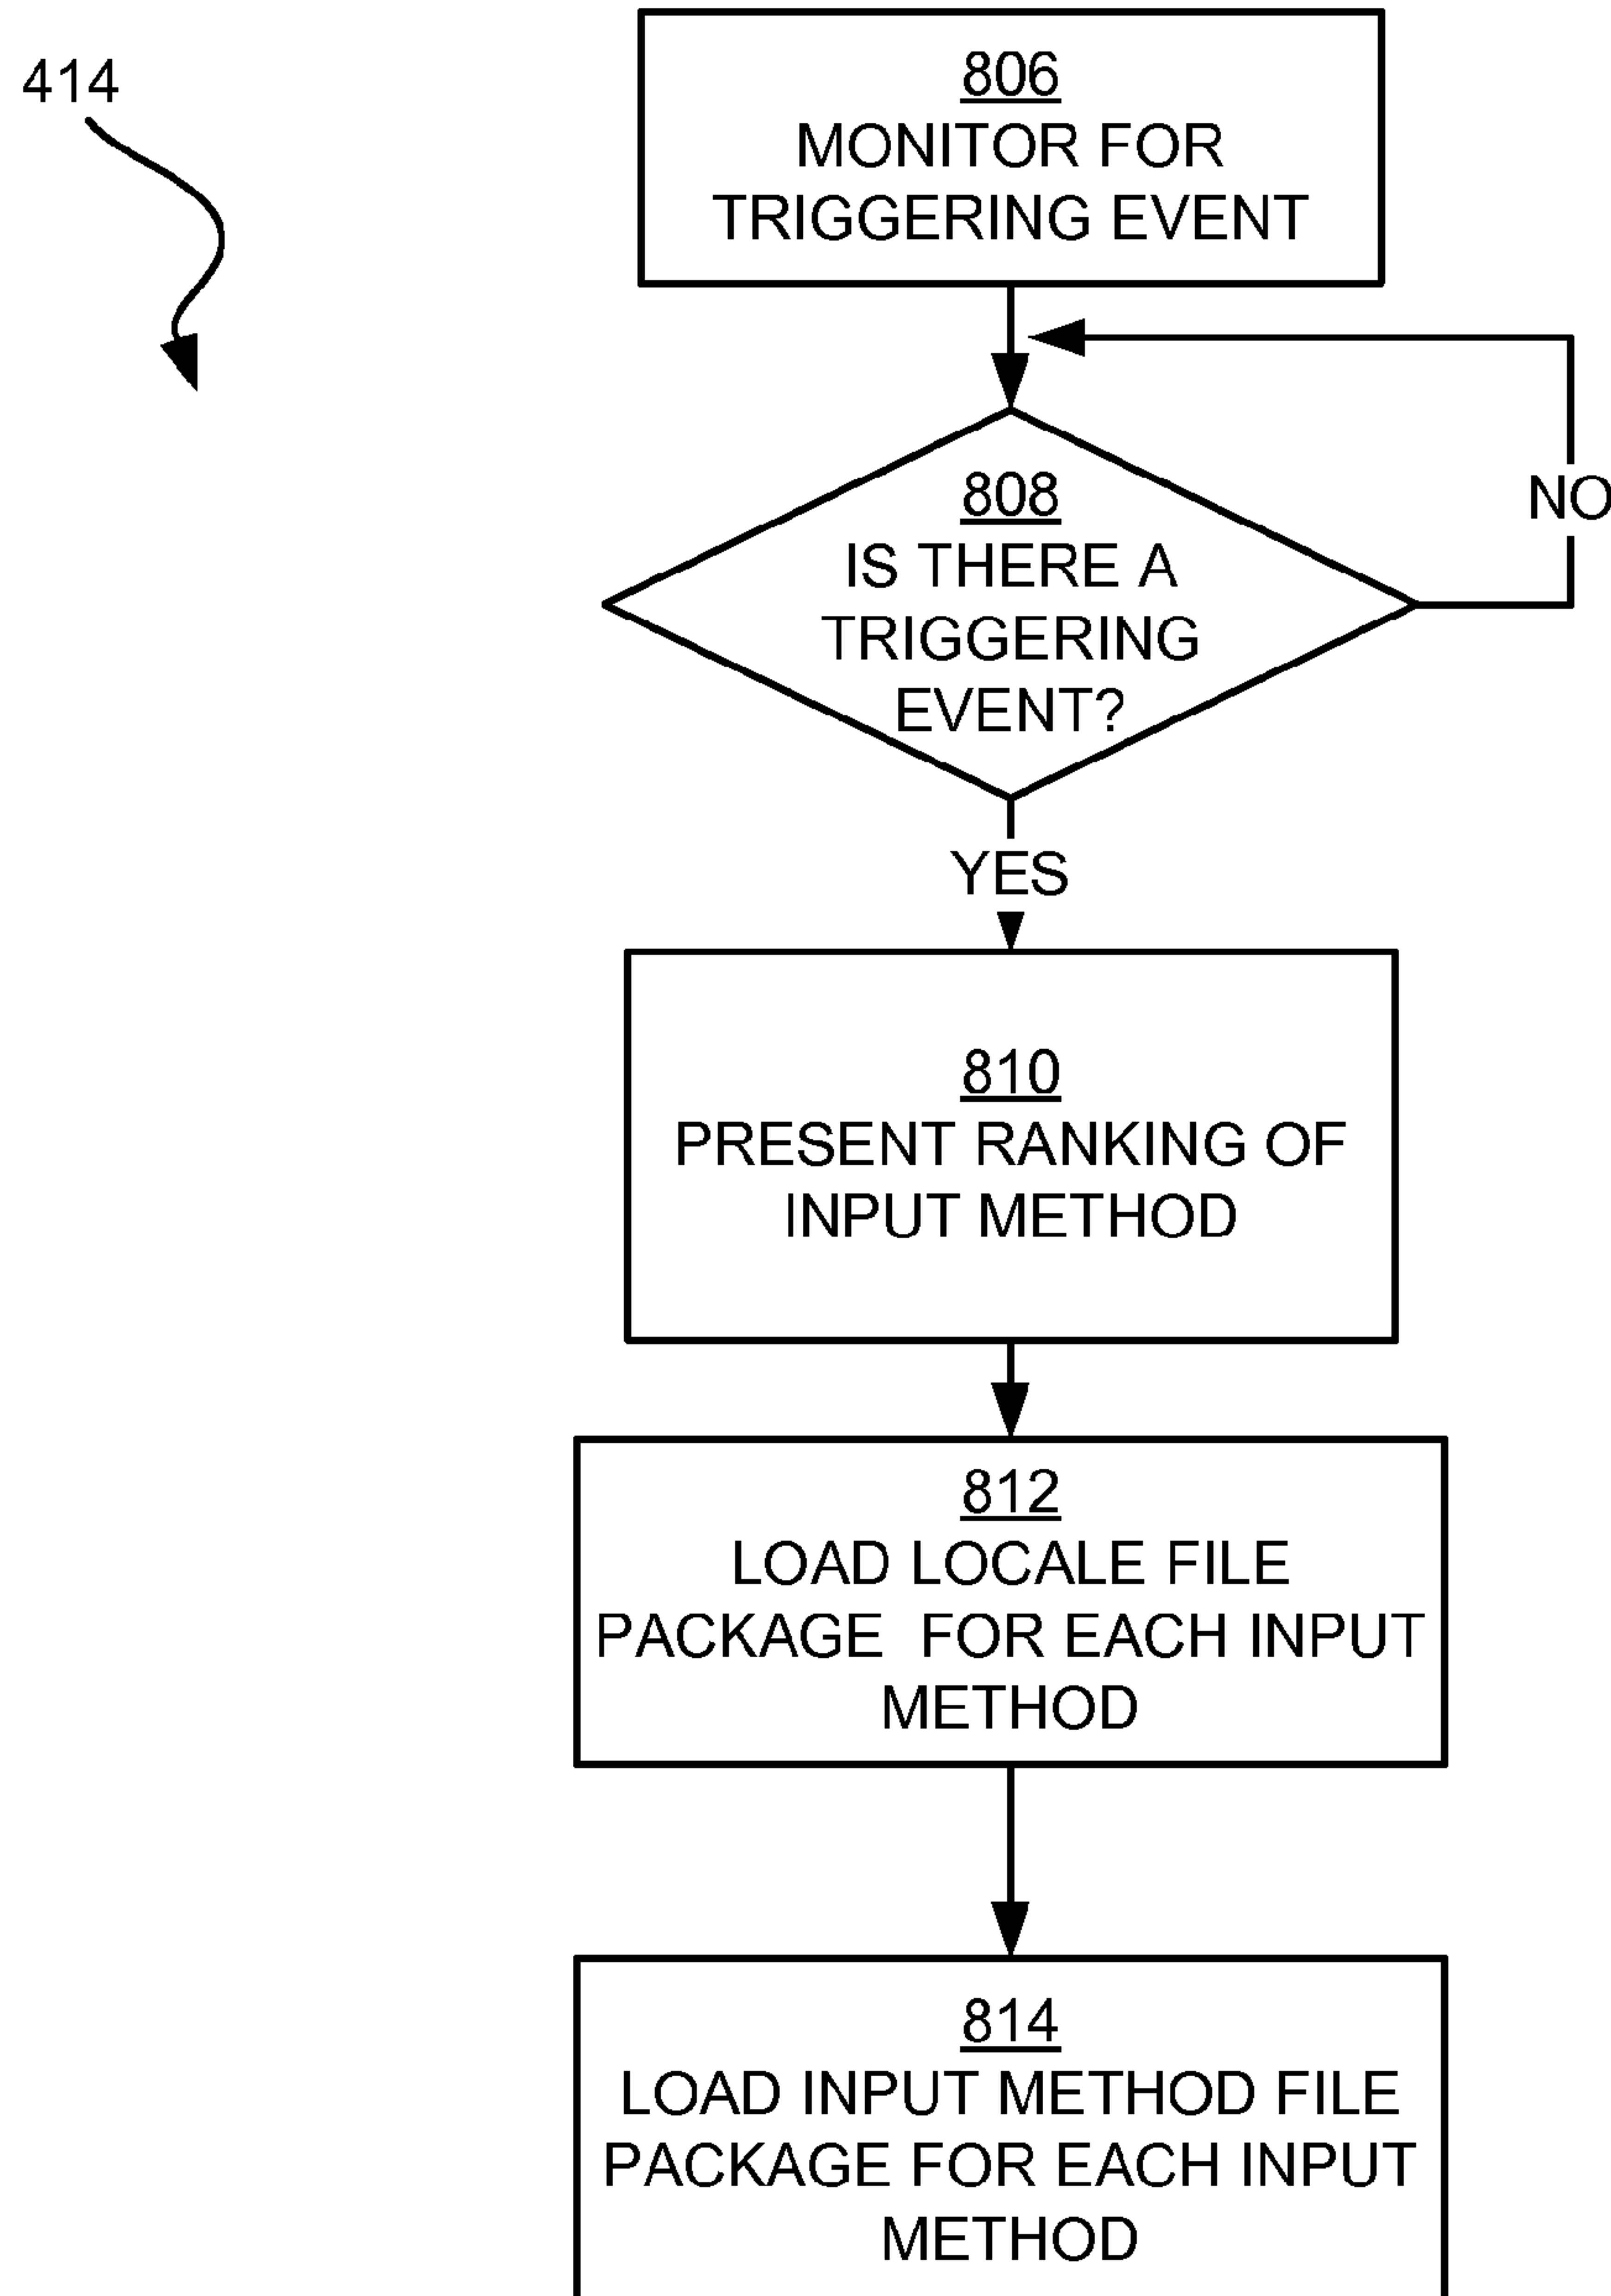 414
806
MONITOR FOR
TRIGGERING EVENT
808
IS THERE A
TRIGGERING
EVENT?
NO
YES
810
PRESENT RANKING OF
INPUT METHOD
812
LOAD LOCALE FILE
PACKAGE FOR EACH INPUT
METHOD
814
LOAD INPUT METHOD FILE
PACKAGE FOR EACH INPUT
METHOD